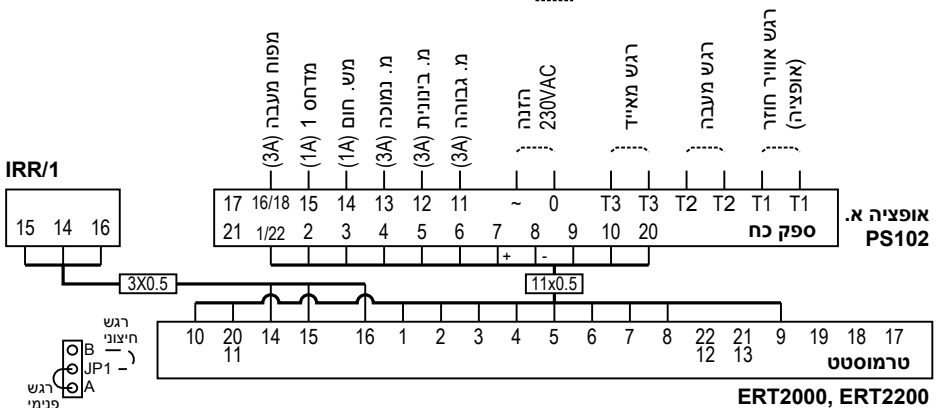 מפוח מעבה (3A)
מדחס 1 (1A)
מש. חום (1A)
מ. נמוכה (3A)
מ. בינונית (3A)
מ. גבוהה (3A)
הזנה
230VAC
רגש מאייד
רגש מעבה
רגש אוויר חוזר
(אופציה)
IRR/1
15 14 16
17 16/18 15 14 13 12 11 ~ 0 T3 T3 T2 T2 T1 T1
21 1/22 2 3 4 5 6 7 8 9 10 20 ספק כח
+ -
אופציה א.
PS102
3X0.5
11x0.5
10 20 14 15 16 1 2 3 4 5 6 7 8 22 21 9 19 18 17
11 12 13
טרמוסטט
ERT2000, ERT2200
רגש
חיצוני
B
JP1
A
רגש
פנימי